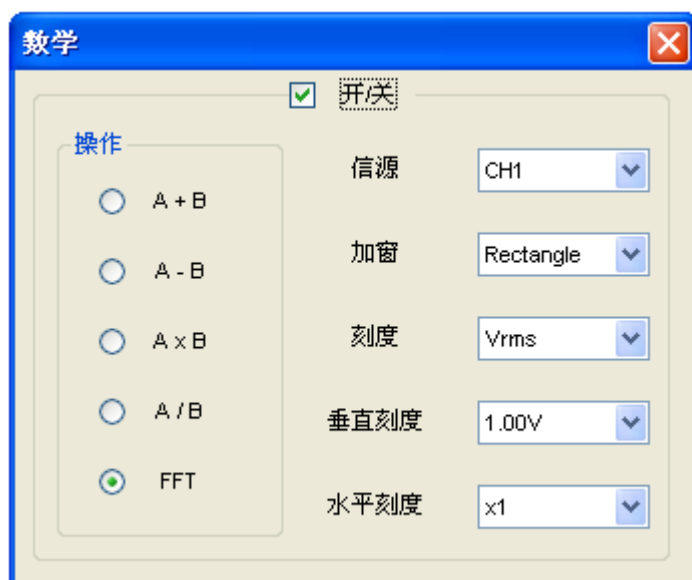 数学
开/关
操作
A + B
A - B
A x B
A / B
FFT
信源 CH1
加窗 Rectangle
刻度 Vrms
垂直刻度 1.00V
水平刻度 x1